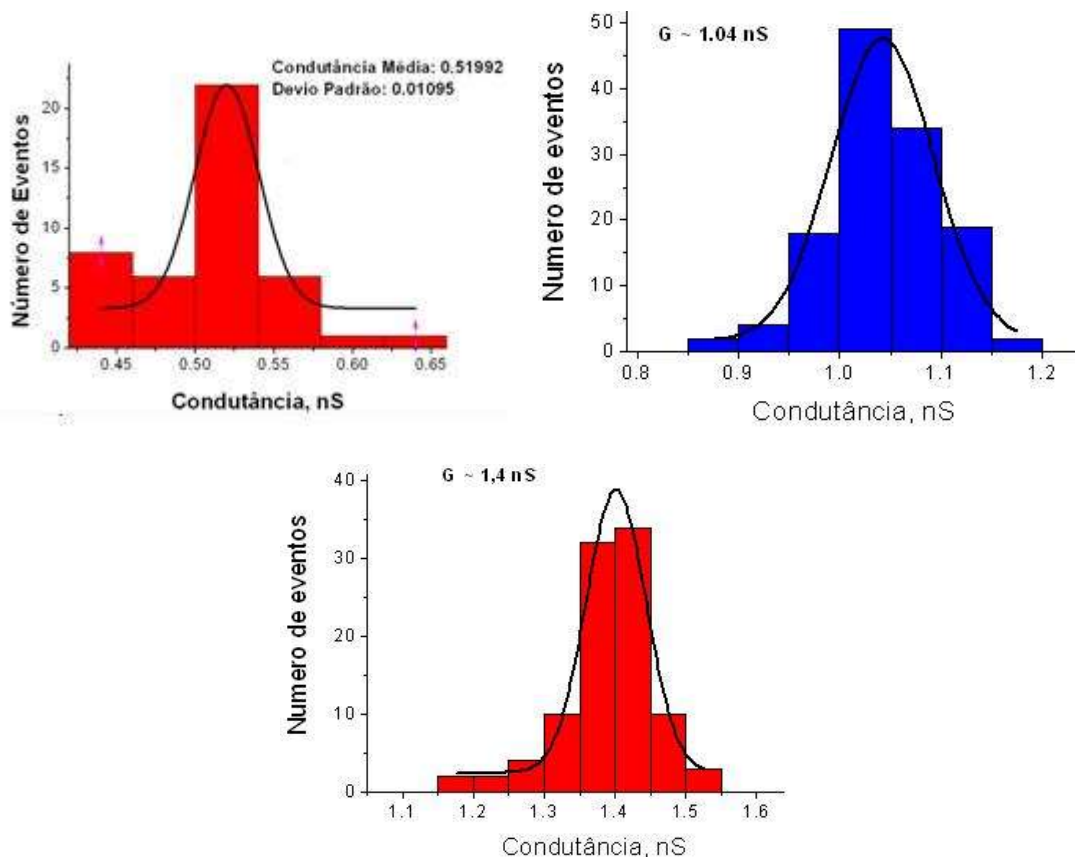 Condutância Média: 0.51992
Devio Padrão: 0.01095
Número de Eventos
20
15
10
5
0
0.45 0.50 0.55 0.60 0.65
Condutância, nS
G ~ 1.04 nS
Numero de eventos
50
40
30
20
10
0
0.8 0.9 1.0 1.1 1.2
Condutância, nS
G ~ 1,4 nS
Numero de eventos
40
30
20
10
0
1.1 1.2 1.3 1.4 1.5 1.6
Condutância, nS